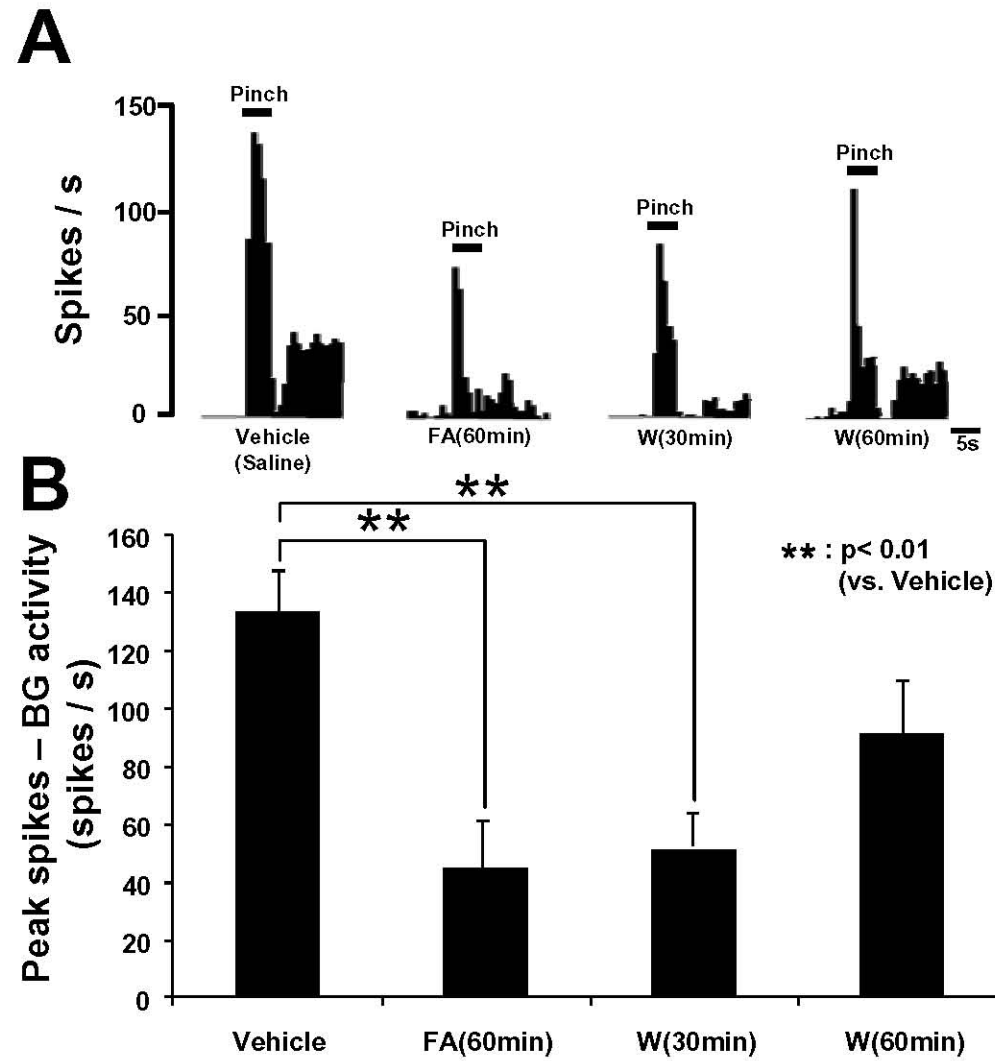 A
Spikes / s
150
100
50
0
Pinch
Pinch
Pinch
Pinch
Vehicle
(Saline)
FA(60min)
W(30min)
W(60min)
5s
B
Peak spikes – BG activity
(spikes / s)
160
140
120
100
80
60
40
20
0
**
**
** : p< 0.01
(vs. Vehicle)
Vehicle
FA(60min)
W(30min)
W(60min)